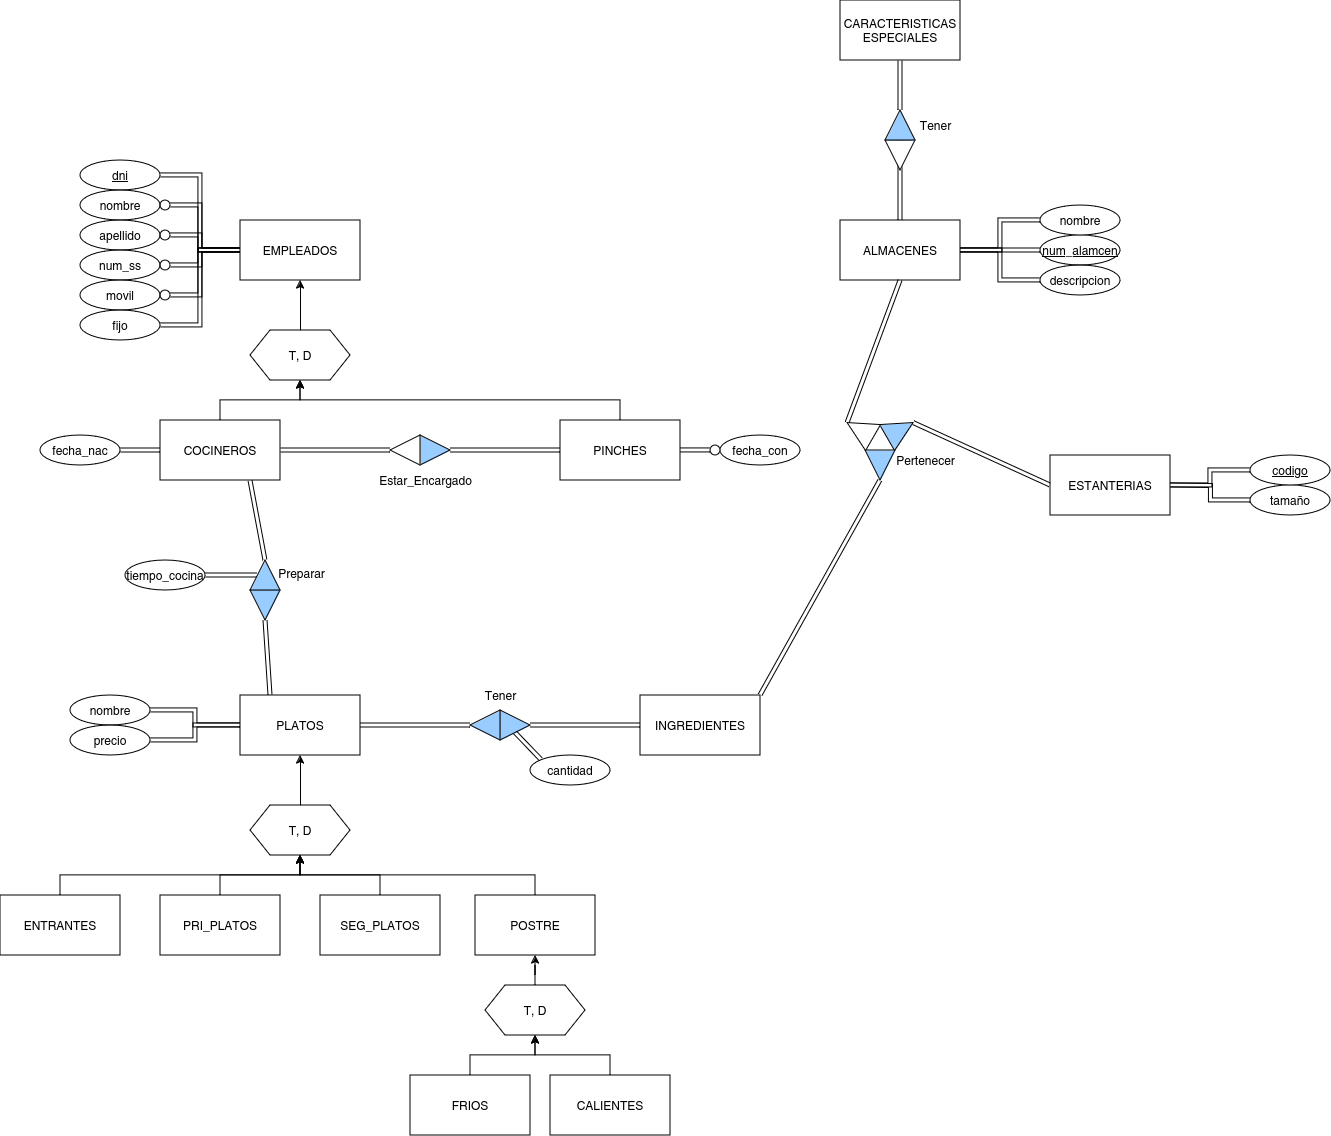 CARACTERISTICAS
ESPECIALES
Tener
dni
nombre
apellido
num_ss
movil
fijo
EMPLEADOS
ALMACENES
nombre
num_alamcen
descripcion
T, D
fecha_nac
COCINEROS
Estar_Encargado
PINCHES
fecha_con
Pertenecer
ESTANTERIAS
codigo
tamaño
tiempo_cocina
Preparar
nombre
precio
PLATOS
Tener
cantidad
INGREDIENTES
T, D
ENTRANTES
PRI_PLATOS
SEG_PLATOS
POSTRE
T, D
FRIOS
CALIENTES